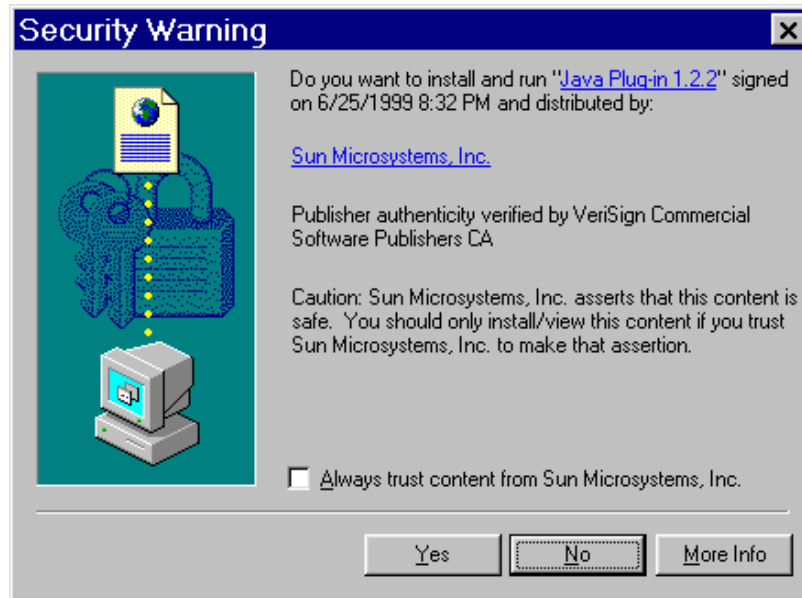 Security Warning
Do you want to install and run "Java Plug-in 1.2.2" signed
on 6/25/1999 8:32 PM and distributed by:
Sun Microsystems, Inc.
Publisher authenticity verified by VeriSign Commercial
Software Publishers CA
Caution: Sun Microsystems, Inc. asserts that this content is
safe.  You should only install/view this content if you trust
Sun Microsystems, Inc. to make that assertion.
Always trust content from Sun Microsystems, Inc.
Yes
No
More Info